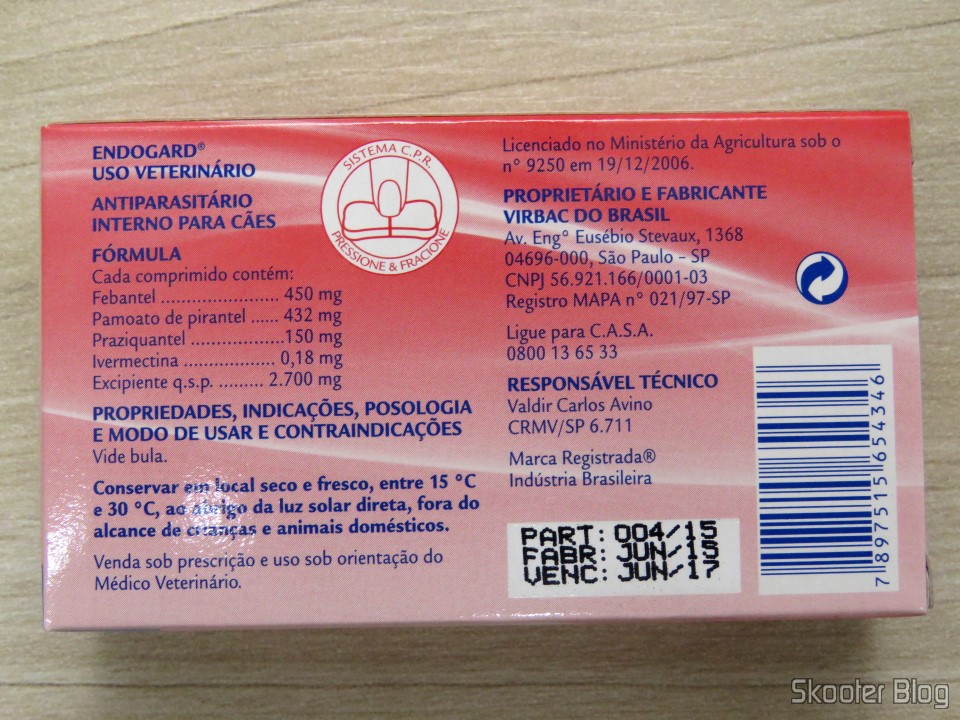 ENDOGARD®
USO VETERINÁRIO
ANTIPARASITÁRIO
INTERNO PARA CÃES
FÓRMULA
Cada comprimido contém:
Febantel ........................... 450 mg
Pamoato de pirantel ...... 432 mg
Praziquantel .....................150 mg
Ivermectina ..................... 0,18 mg
Excipiente q.s.p. .......... 2.700 mg
PROPRIEDADES, INDICAÇÕES, POSOLOGIA
E MODO DE USAR E CONTRAINDICAÇÕES
Vide bula.
Conservar em local seco e fresco, entre 15 °C
e 30 °C, ao abrigo da luz solar direta, fora do
alcance de crianças e animais domésticos.
Venda sob prescrição e uso sob orientação do
Médico Veterinário.
SISTEMA C.P.R.
PRESSIONE & FRACIONE
Licenciado no Ministério da Agricultura sob o
n° 9250 em 19/12/2006.
PROPRIETÁRIO E FABRICANTE
VIRBAC DO BRASIL
Av. Eng° Eusébio Stevaux, 1368
04696-000, São Paulo – SP
CNPJ 56.921.166/0001-03
Registro MAPA n° 021/97-SP
Ligue para C.A.S.A.
0800 13 65 33
RESPONSÁVEL TÉCNICO
Valdir Carlos Avino
CRMV/SP 6.711
Marca Registrada®
Indústria Brasileira
PART: 004/15
FABR: JUN/15
VENC: JUN/17
7 897515 654346
Skooter Blog